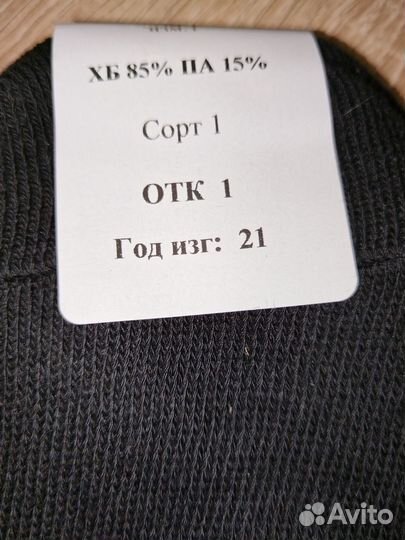 ХБ 85% ПА 15%
Сорт 1
ОТК 1
Год изг: 21
Avito